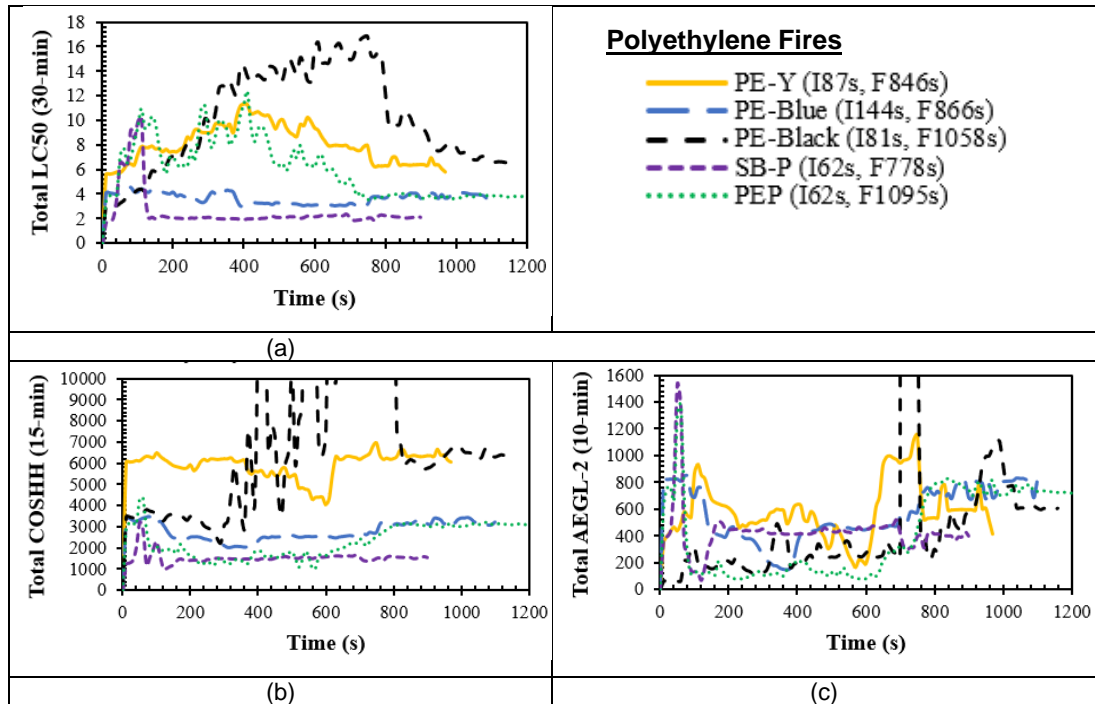 Total LC50 (30-min)
18
16
14
12
10
8
6
4
2
0
0 200 400 600 800 1000 1200
Time (s)
Polyethylene Fires
PE-Y (I87s, F846s)
PE-Blue (I144s, F866s)
PE-Black (I81s, F1058s)
SB-P (I62s, F778s)
PEP (I62s, F1095s)
(a)
Total COSHH (15-min)
10000
9000
8000
7000
6000
5000
4000
3000
2000
1000
0
0 200 400 600 800 1000 1200
Time (s)
Total AEGL-2 (10-min)
1600
1400
1200
1000
800
600
400
200
0
0 200 400 600 800 1000 1200
Time (s)
(b)
(c)